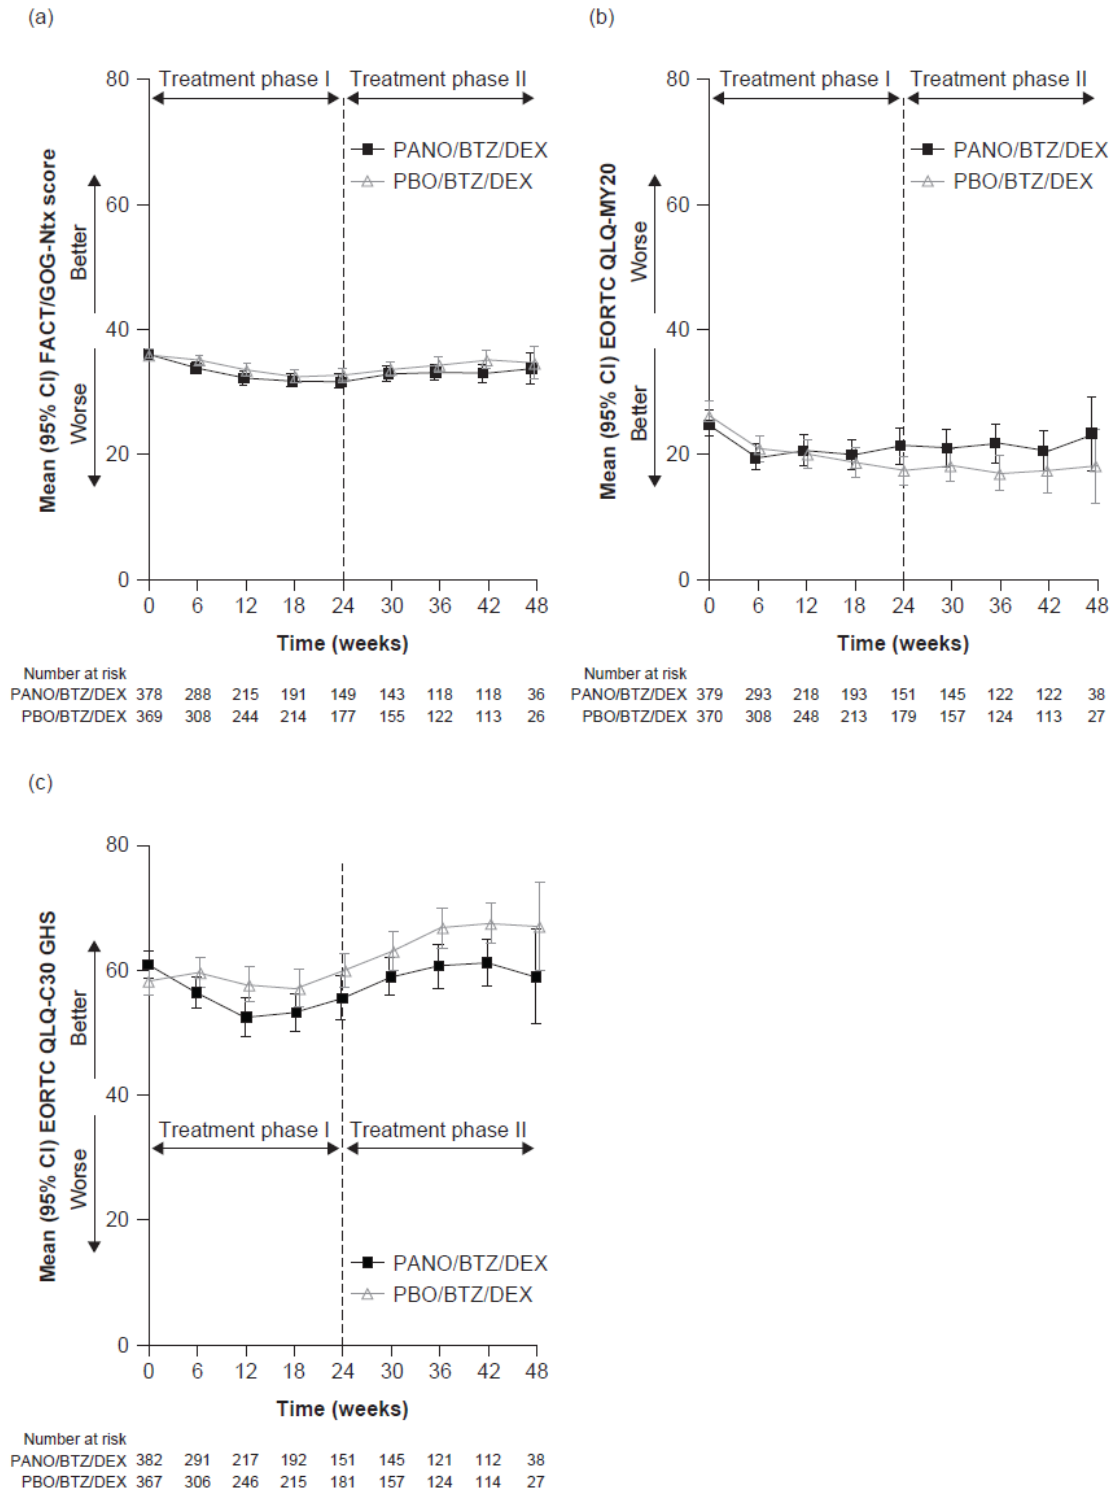 (a)
80
Treatment phase I
Treatment phase II
PANO/BTZ/DEX
PBO/BTZ/DEX
60
40
20
0
Mean (95% CI) FACT/GOG-Ntx score
Better
Worse
0 6 12 18 24 30 36 42 48
Time (weeks)
Number at risk
PANO/BTZ/DEX 378 288 215 191 149 143 118 118 36
PBO/BTZ/DEX 369 308 244 214 177 155 122 113 26
(b)
80
Treatment phase I
Treatment phase II
PANO/BTZ/DEX
PBO/BTZ/DEX
60
40
20
0
Mean (95% CI) EORTC QLQ-MY20
Worse
Better
0 6 12 18 24 30 36 42 48
Time (weeks)
Number at risk
PANO/BTZ/DEX 379 293 218 193 151 145 122 122 38
PBO/BTZ/DEX 370 308 248 213 179 157 124 113 27
(c)
80
60
40
Treatment phase I
Treatment phase II
20
PANO/BTZ/DEX
PBO/BTZ/DEX
0
Mean (95% CI) EORTC QLQ-C30 GHS
Better
Worse
0 6 12 18 24 30 36 42 48
Time (weeks)
Number at risk
PANO/BTZ/DEX 382 291 217 192 151 145 121 112 38
PBO/BTZ/DEX 367 306 246 215 181 157 124 114 27